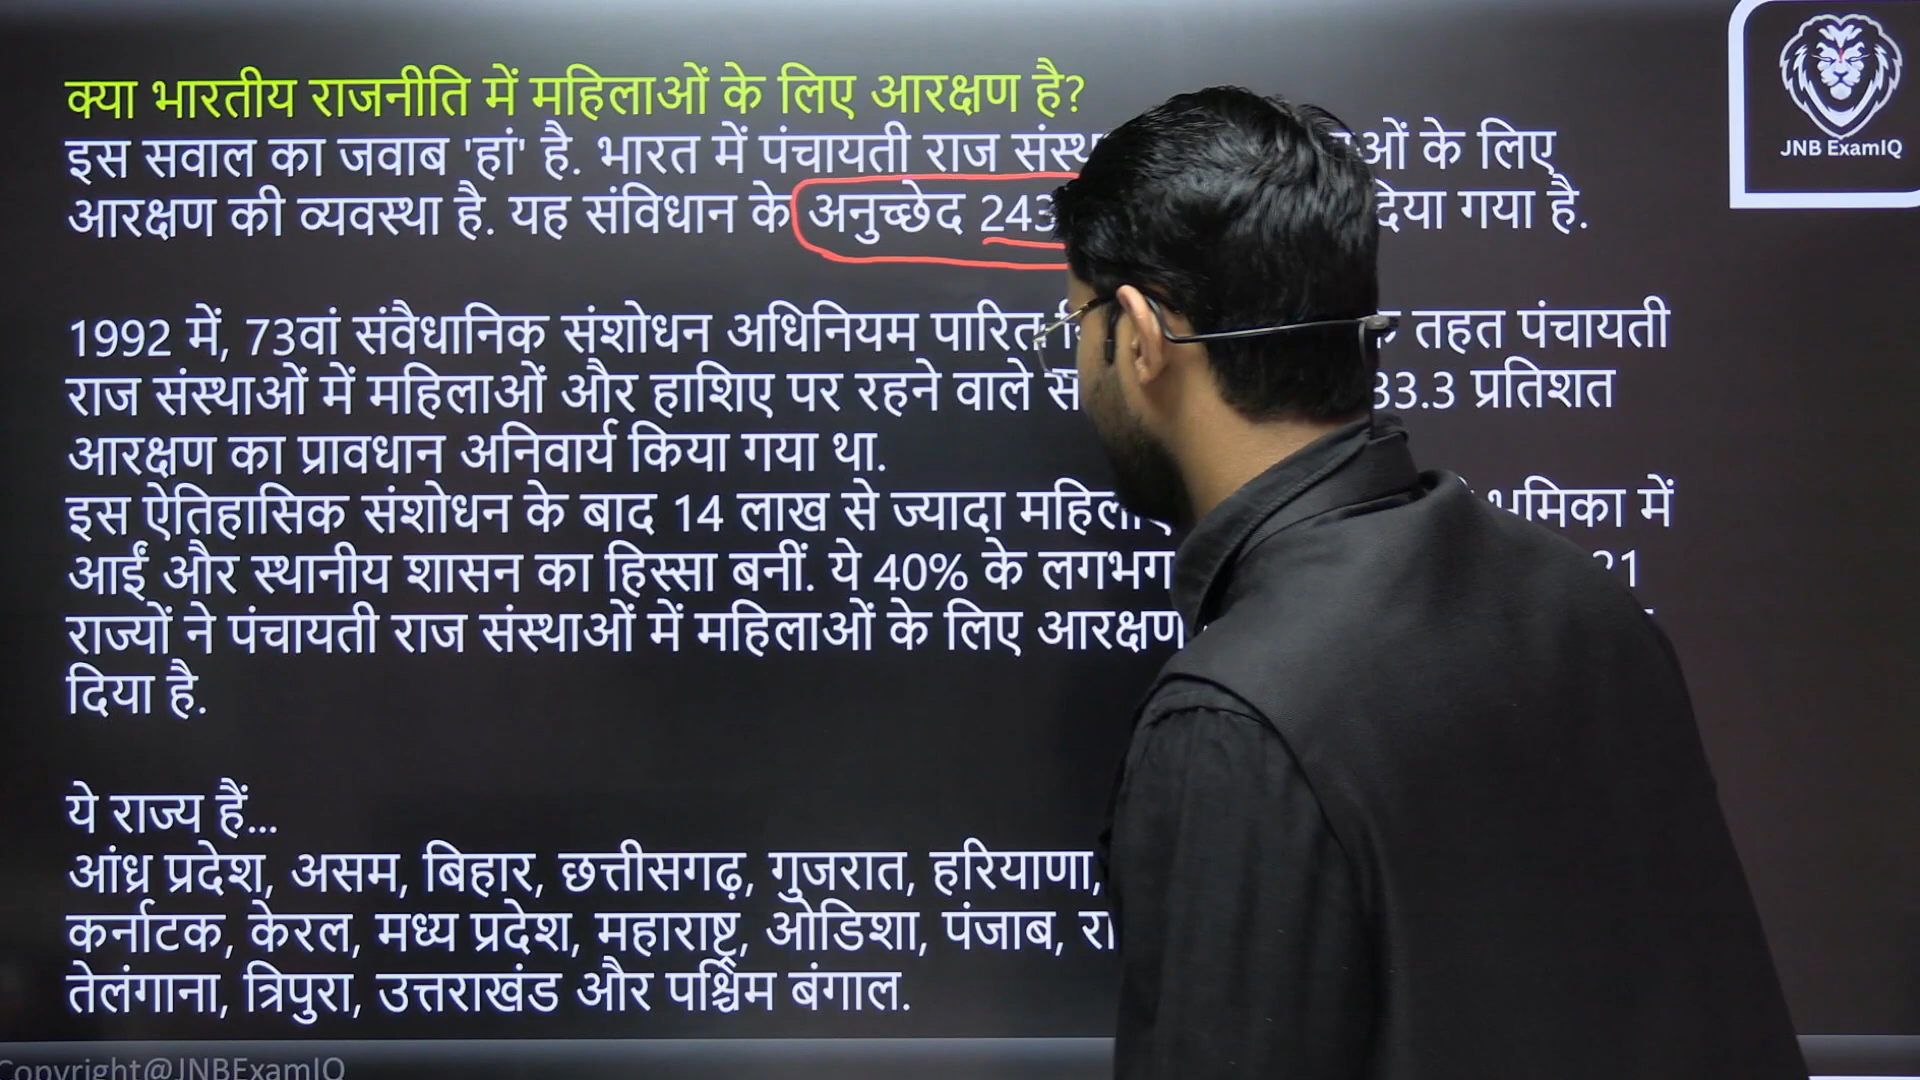 क्या भारतीय राजनीति में महिलाओं के लिए आरक्षण है?
इस सवाल का जवाब 'हां' है. भारत में पंचायती राज के लिए
आरक्षण की व्यवस्था है. यह संविधान के अनुच्छेद 243 दिया गया है.
1992 में, 73वां संवैधानिक संशोधन अधिनियम पारित तहत पंचायती
राज संस्थाओं में महिलाओं और हाशिए पर रहने वाले 33.3 प्रतिशत
आरक्षण का प्रावधान अनिवार्य किया गया था.
इस ऐतिहासिक संशोधन के बाद 14 लाख से ज्यादा में
आईं और स्थानीय शासन का हिस्सा बनीं. ये 40% के लगभग 21
राज्यों ने पंचायती राज संस्थाओं में महिलाओं के लिए आरक्षण
दिया है.
ये राज्य हैं...
आंध्र प्रदेश, असम, बिहार, छत्तीसगढ़, गुजरात, हरियाणा,
कर्नाटक, केरल, मध्य प्रदेश, महाराष्ट्र, ओडिशा, पंजाब,
तेलंगाना, त्रिपुरा, उत्तराखंड और पश्चिम बंगाल.
JNB ExamIQ
Copyright@JNBExamIQ